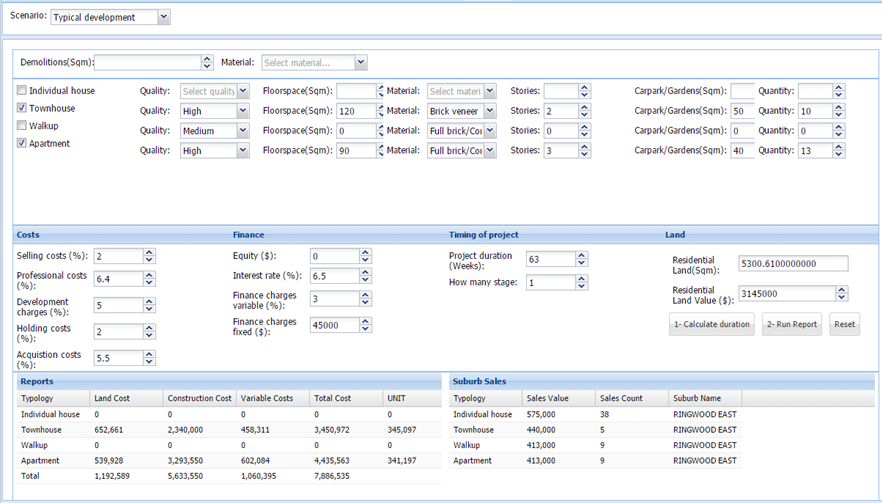 Scenario: Typical development
Demolitions(Sqm): Material: Select material...
Individual house Quality: Select quality Floorspace(Sqm): Material: Select materi Stories: Carpark/Gardens(Sqm): Quantity:
Townhouse Quality: High Floorspace(Sqm): 120 Material: Brick veneer Stories: 2 Carpark/Gardens(Sqm): 50 Quantity: 10
Walkup Quality: Medium Floorspace(Sqm): 0 Material: Full brick/Con Stories: 0 Carpark/Gardens(Sqm): 0 Quantity: 0
Apartment Quality: High Floorspace(Sqm): 90 Material: Full brick/Con Stories: 3 Carpark/Gardens(Sqm): 40 Quantity: 13
Costs Finance Timing of project Land
Selling costs (%): 2
Professional costs (%): 6.4
Development charges (%): 5
Holding costs (%): 2
Acquistion costs (%): 5.5
Equity ($): 0
Interest rate (%): 6.5
Finance charges variable (%): 3
Finance charges fixed ($): 45000
Project duration (Weeks): 63
How many stage: 1
Residential Land(Sqm): 5300.6100000000
Residential Land Value ($): 3145000
1- Calculate duration 2- Run Report Reset
Reports
Typology Land Cost Construction Cost Variable Costs Total Cost UNIT
Individual house 0 0 0 0 0
Townhouse 652,661 2,340,000 458,311 3,450,972 345,097
Walkup 0 0 0 0 0
Apartment 539,928 3,293,550 602,084 4,435,563 341,197
Total 1,192,589 5,633,550 1,060,395 7,886,535
Suburb Sales
Typology Sales Value Sales Count Suburb Name
Individual house 575,000 38 RINGWOOD EAST
Townhouse 440,000 5 RINGWOOD EAST
Walkup 413,000 9 RINGWOOD EAST
Apartment 413,000 9 RINGWOOD EAST